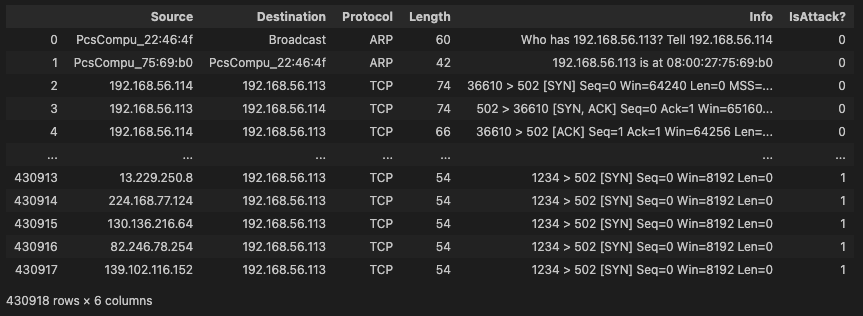 Source Destination Protocol Length Info IsAttack?
0 PcsCompu_22:46:4f Broadcast ARP 60 Who has 192.168.56.113? Tell 192.168.56.114 0
1 PcsCompu_75:69:b0 PcsCompu_22:46:4f ARP 42 192.168.56.113 is at 08:00:27:75:69:b0 0
2 192.168.56.114 192.168.56.113 TCP 74 36610 > 502 [SYN] Seq=0 Win=64240 Len=0 MSS=... 0
3 192.168.56.113 192.168.56.114 TCP 74 502 > 36610 [SYN, ACK] Seq=0 Ack=1 Win=65160... 0
4 192.168.56.114 192.168.56.113 TCP 66 36610 > 502 [ACK] Seq=1 Ack=1 Win=64256 Len=... 0
... ... ... ... ... ... ...
430913 13.229.250.8 192.168.56.113 TCP 54 1234 > 502 [SYN] Seq=0 Win=8192 Len=0 1
430914 224.168.77.124 192.168.56.113 TCP 54 1234 > 502 [SYN] Seq=0 Win=8192 Len=0 1
430915 130.136.216.64 192.168.56.113 TCP 54 1234 > 502 [SYN] Seq=0 Win=8192 Len=0 1
430916 82.246.78.254 192.168.56.113 TCP 54 1234 > 502 [SYN] Seq=0 Win=8192 Len=0 1
430917 139.102.116.152 192.168.56.113 TCP 54 1234 > 502 [SYN] Seq=0 Win=8192 Len=0 1
430918 rows × 6 columns